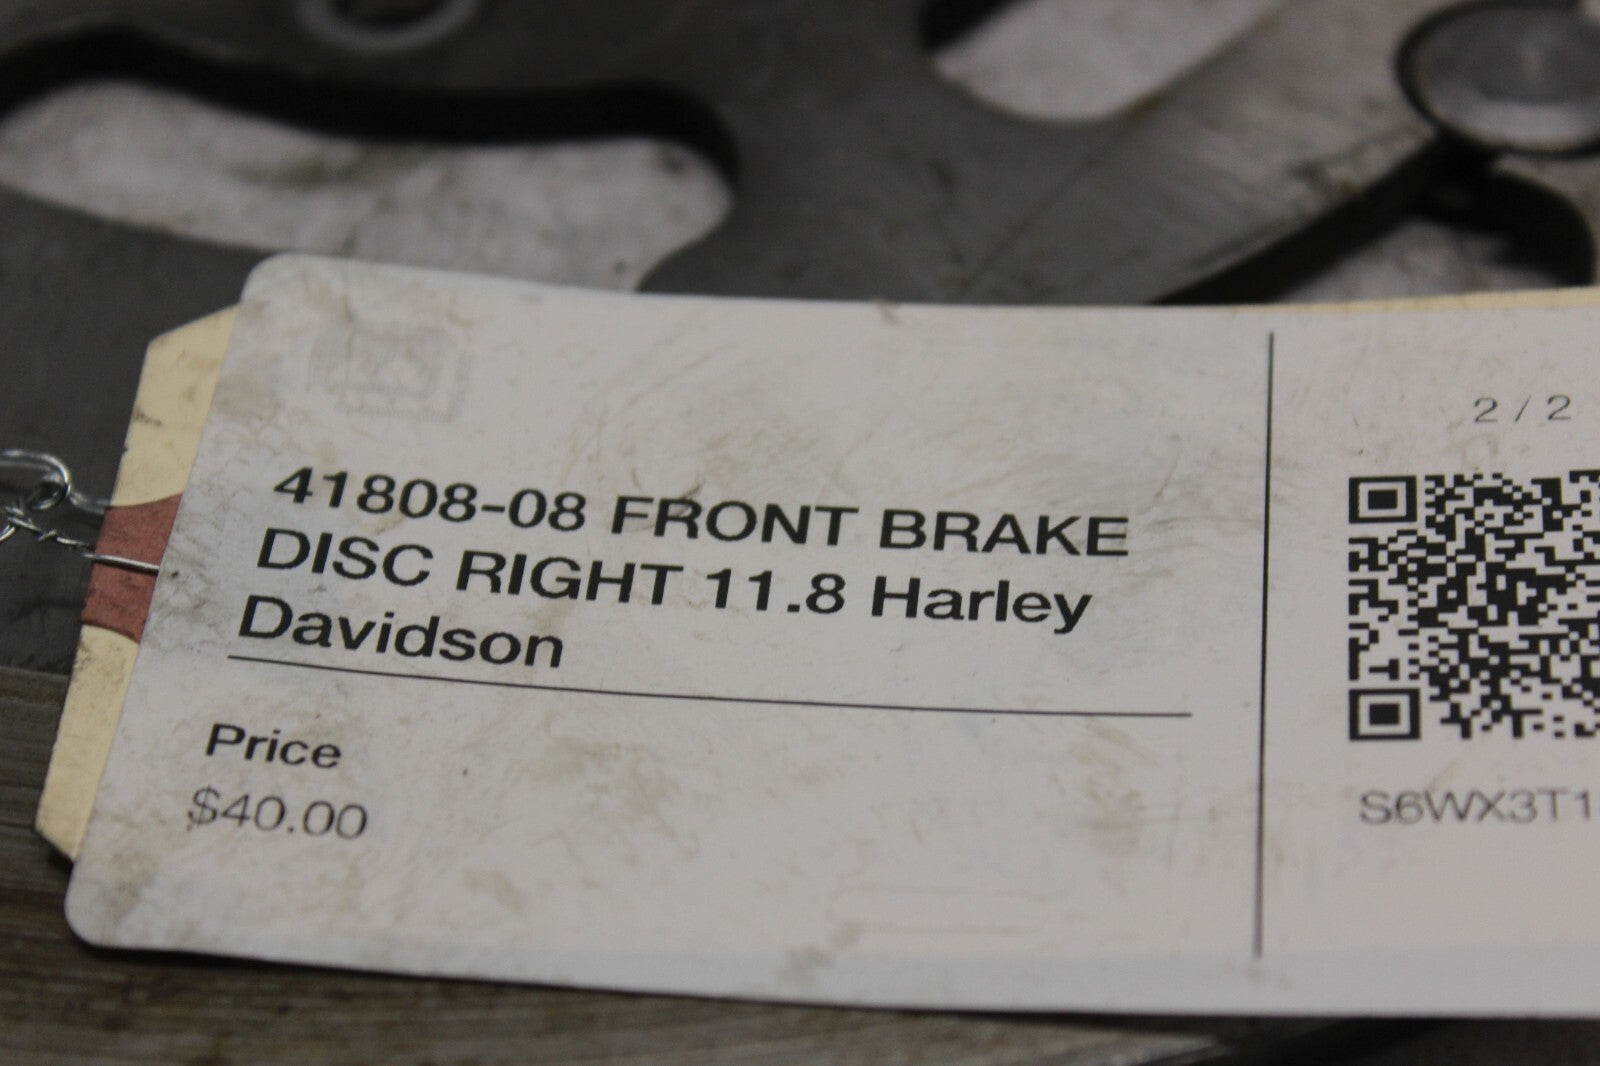 41808-08 FRONT BRAKE
DISC RIGHT 11.8 Harley
Davidson
Price
$40.00
2 / 2
S6WX3T1